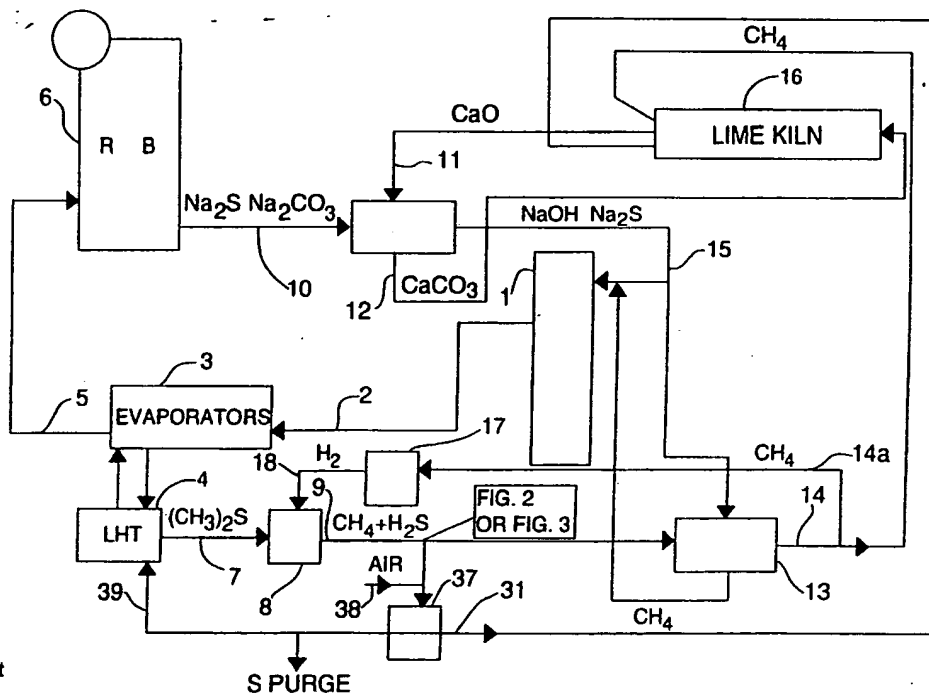 CH₄
6
16
CaO
LIME KILN
R B
11
Na₂S Na₂CO₃
NaOH Na₂S
15
10
12
CaCO₃
1
3
5
EVAPORATORS
2
17
H₂
CH₄
14a
18
4
(CH₃)₂S
9
CH₄+H₂S
FIG. 2
OR FIG. 3
14
LHT
7
8
AIR
13
39
38
37
31
CH₄
t
S PURGE